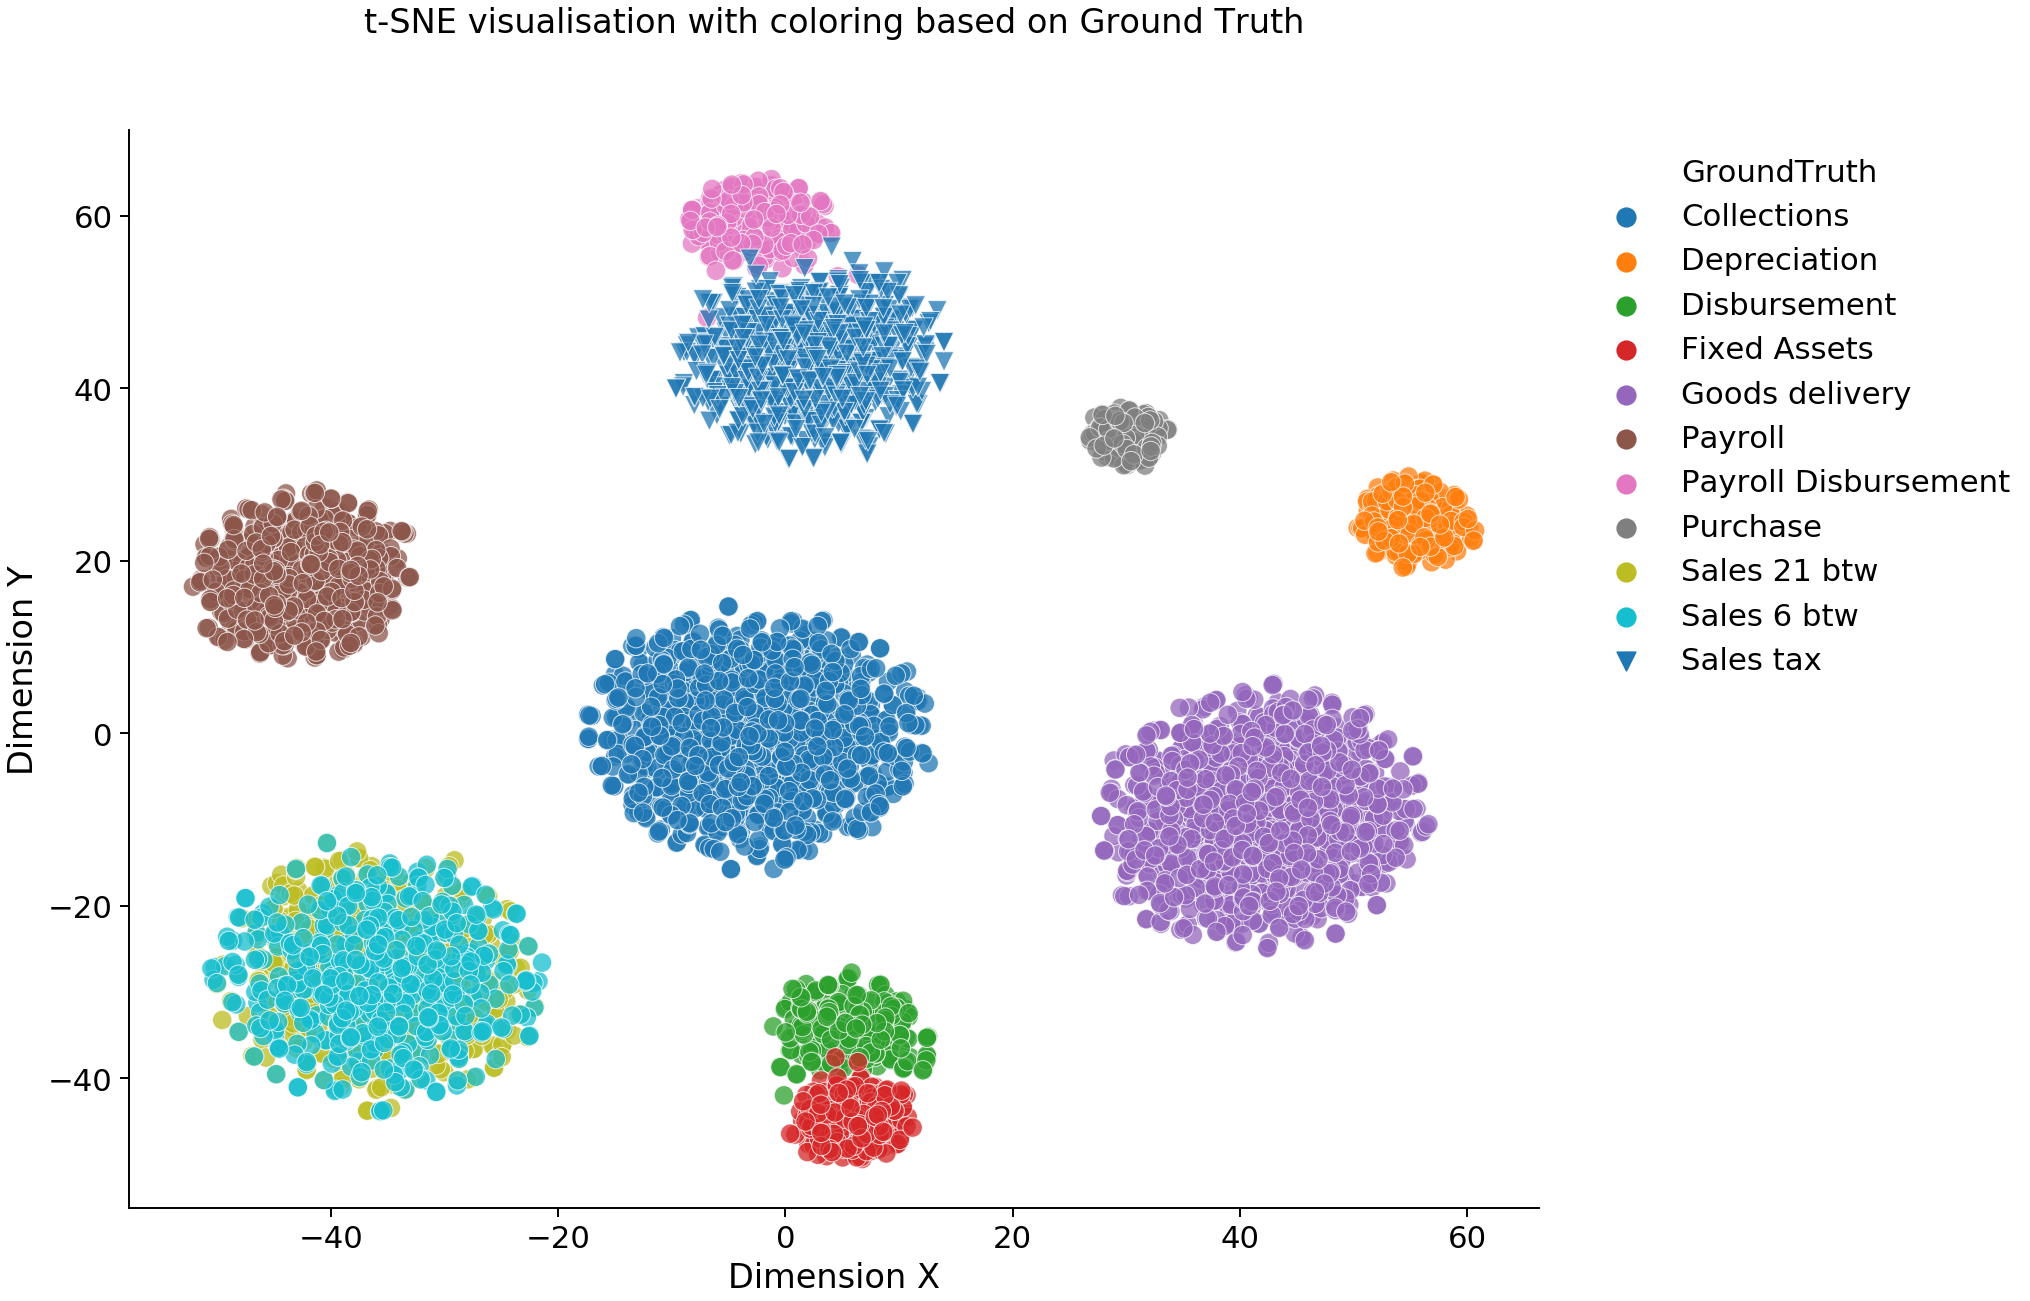 t-SNE visualisation with coloring based on Ground Truth
GroundTruth
Collections
Depreciation
Disbursement
Fixed Assets
Goods delivery
Payroll
Payroll Disbursement
Purchase
Sales 21 btw
Sales 6 btw
Sales tax
Dimension Y
60
40
20
0
−20
−40
−40 −20 0 20 40 60
Dimension X